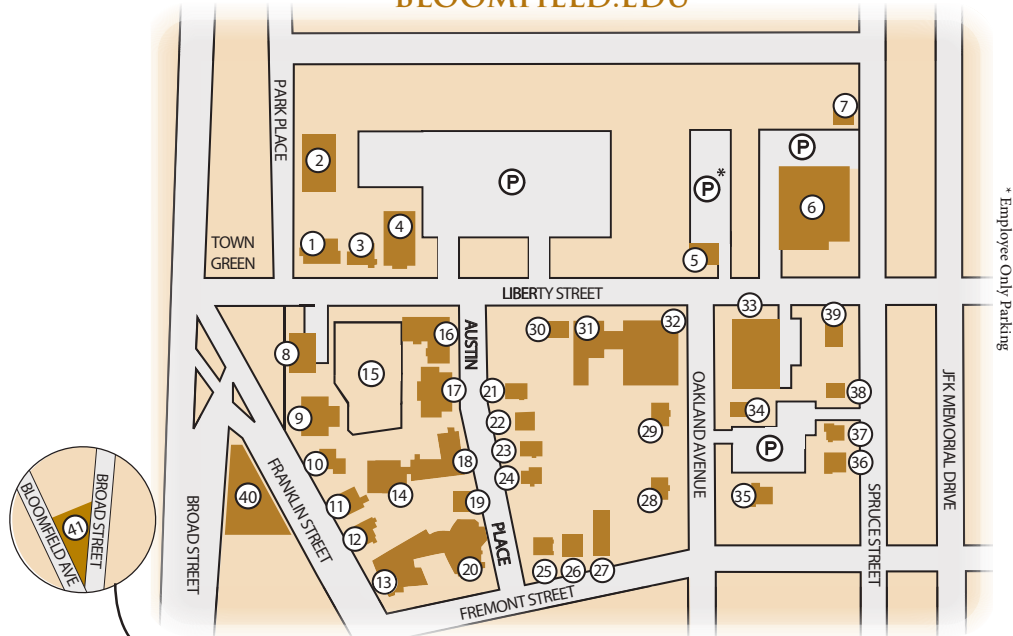 BLOOMFIELD.EDU
PARK PLACE
7
P
2
P
P*
6
4
1
3
5
TOWN
GREEN
* Employee Only Parking
LIBERTY STREET
33
39
30
31
32
16
AUSTIN
8
15
17
21
OAKLAND AVENUE
38
JFK MEMORIAL DRIVE
9
22
34
29
37
23
P
10
18
36
24
FRANKLIN STREET
14
40
11
19
28
35
BLOOMFIELD AVE
41
BROAD STREET
BROAD STREET
12
PLACE
SPRUCE STREET
20
25
26
27
13
FREMONT STREET